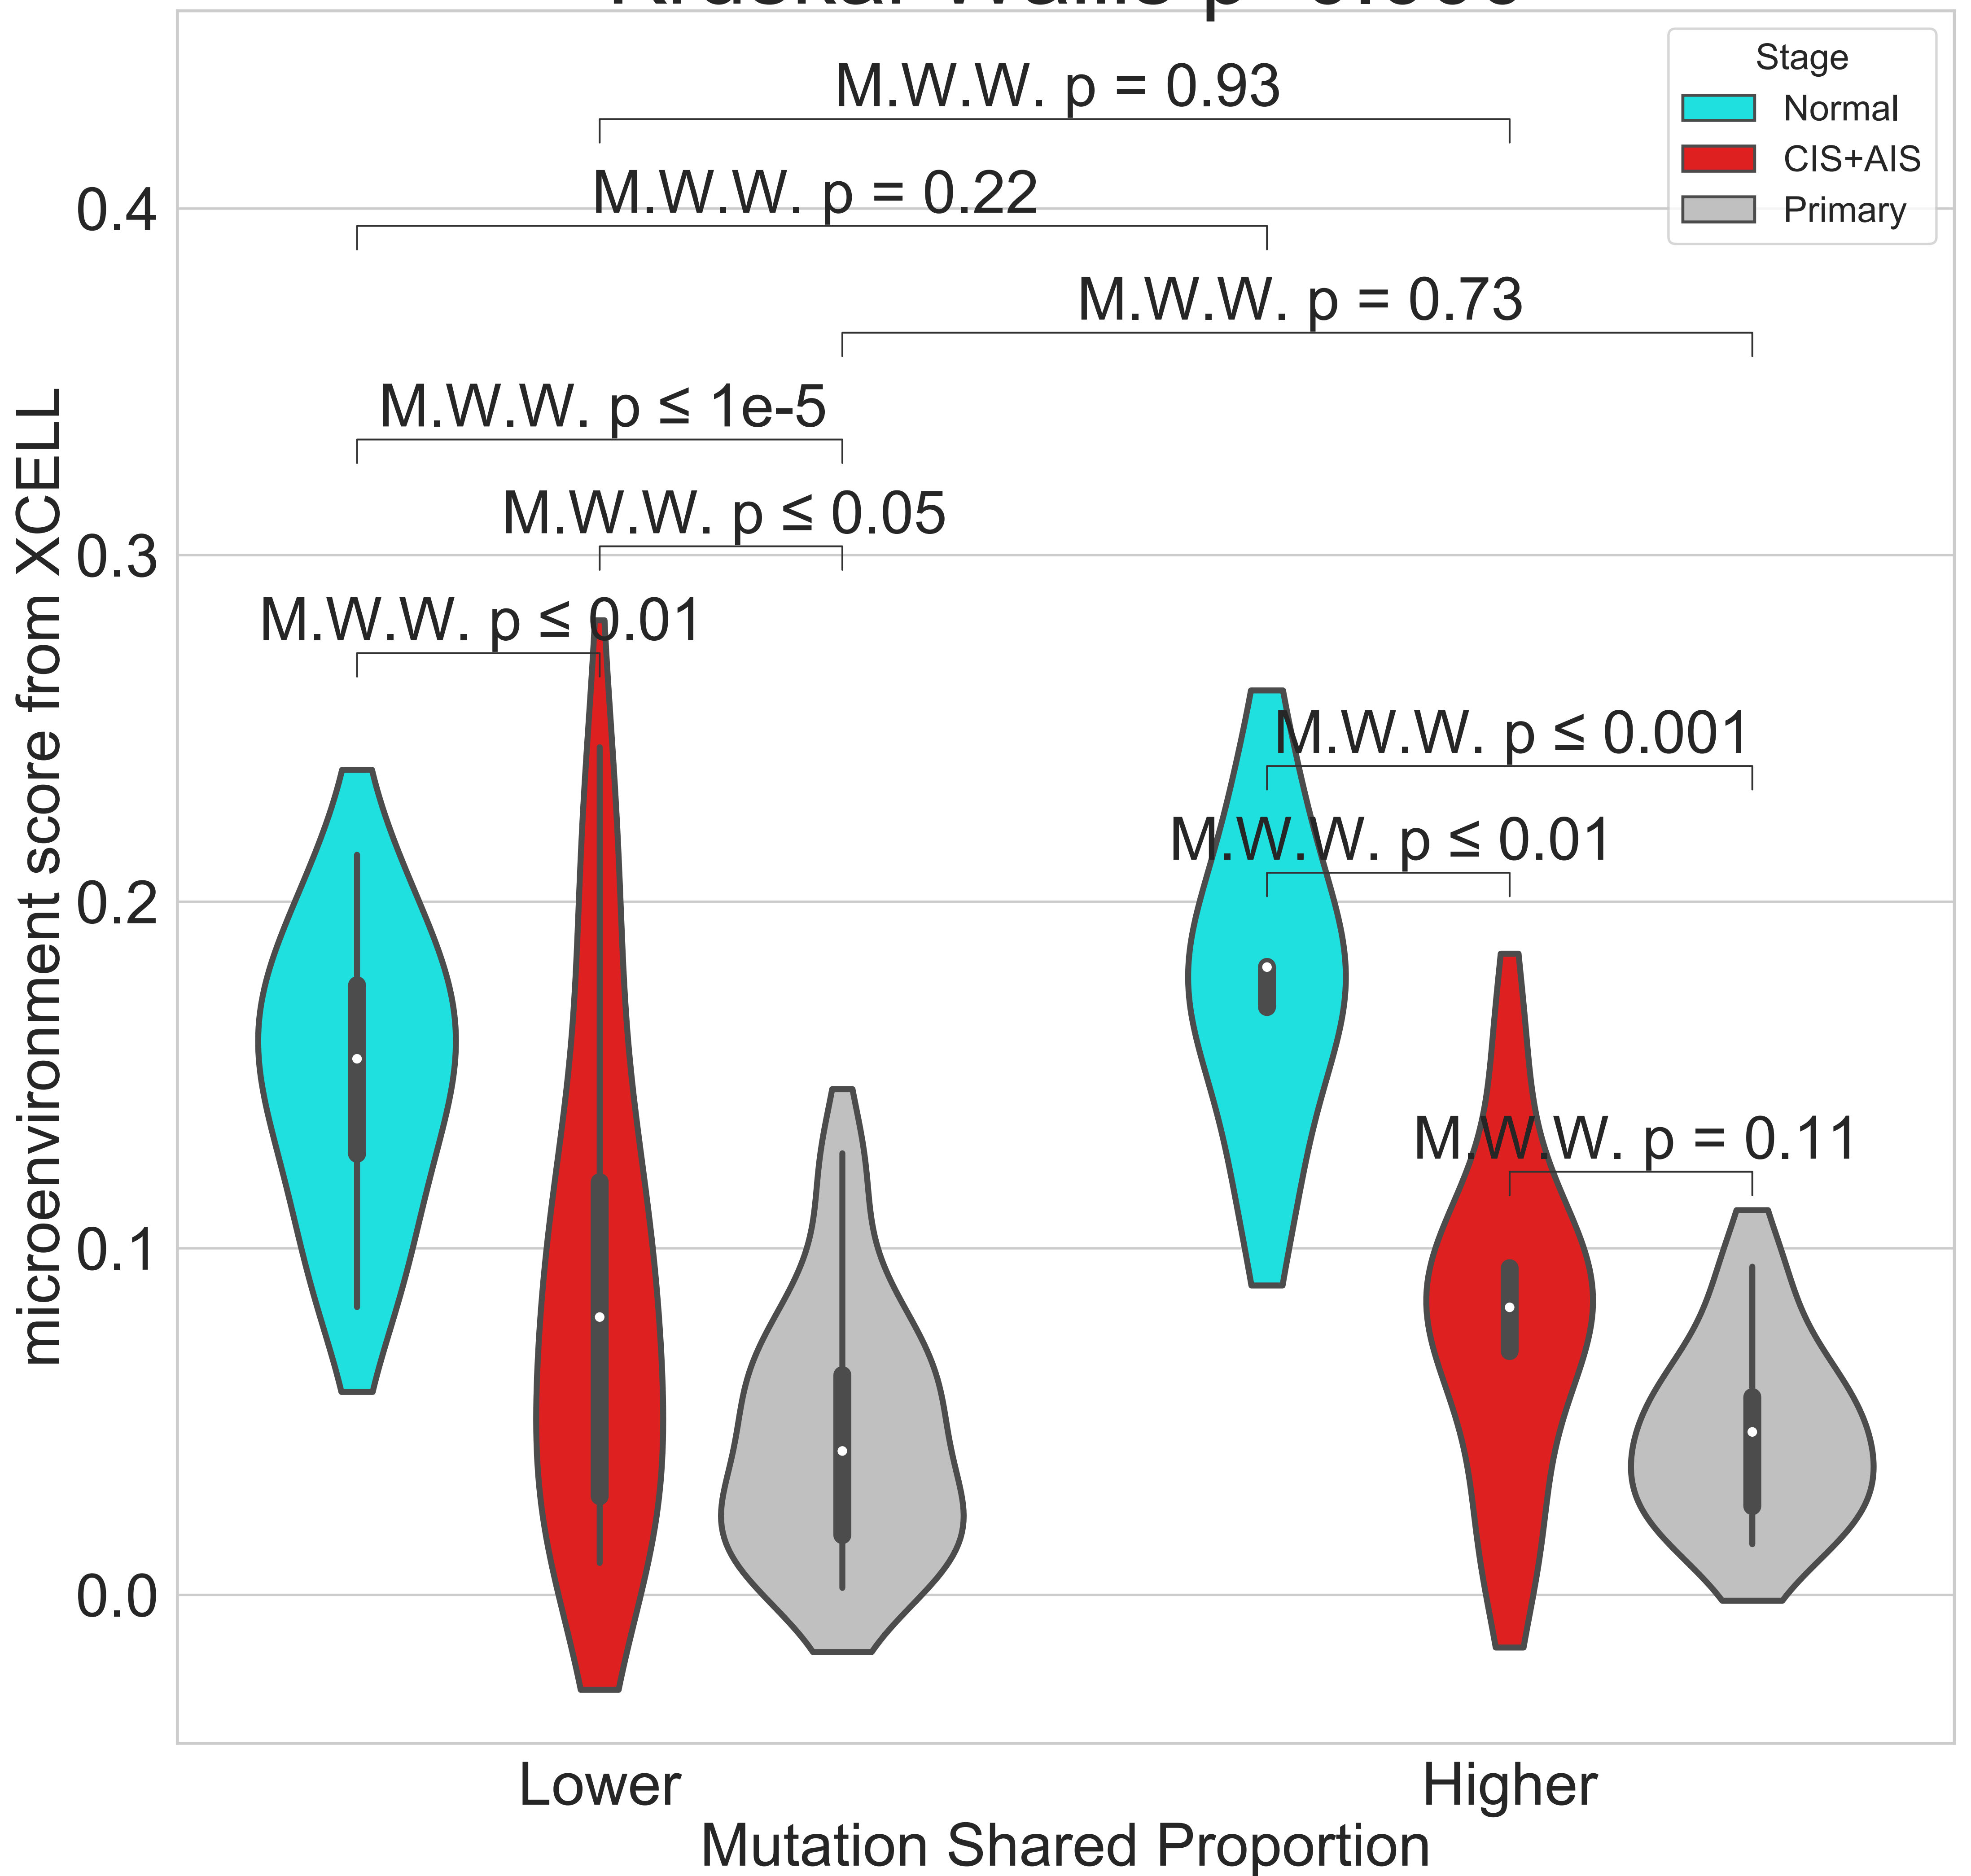 Stage
Normal
CIS+AIS
Primary
M.W.W. p = 0.93
M.W.W. p = 0.22
M.W.W. p = 0.73
M.W.W. p ≤ 1e-5
M.W.W. p ≤ 0.05
M.W.W. p ≤ 0.01
M.W.W. p ≤ 0.001
M.W.W. p ≤ 0.01
M.W.W. p = 0.11
microenvironment score from XCELL
0.4
0.3
0.2
0.1
0.0
Lower
Higher
Mutation Shared Proportion